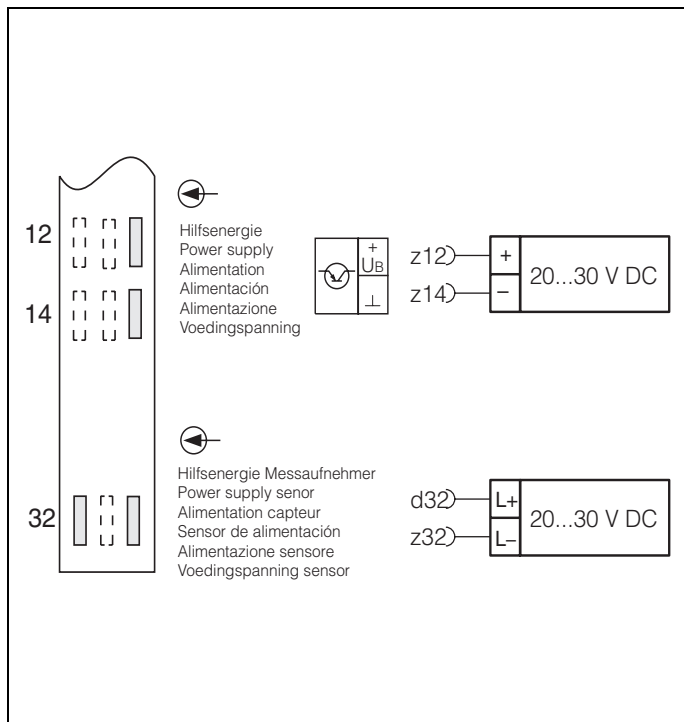 12
14
Hilfsenergie
Power supply
Alimentation
Alimentación
Alimentazione
Voedingspanning
+
UB
⊥
z12
z14
+
–
20...30 V DC
32
Hilfsenergie Messaufnehmer
Power supply senor
Alimentation capteur
Sensor de alimentación
Alimentazione sensore
Voedingspanning sensor
d32
z32
L+
L–
20...30 V DC